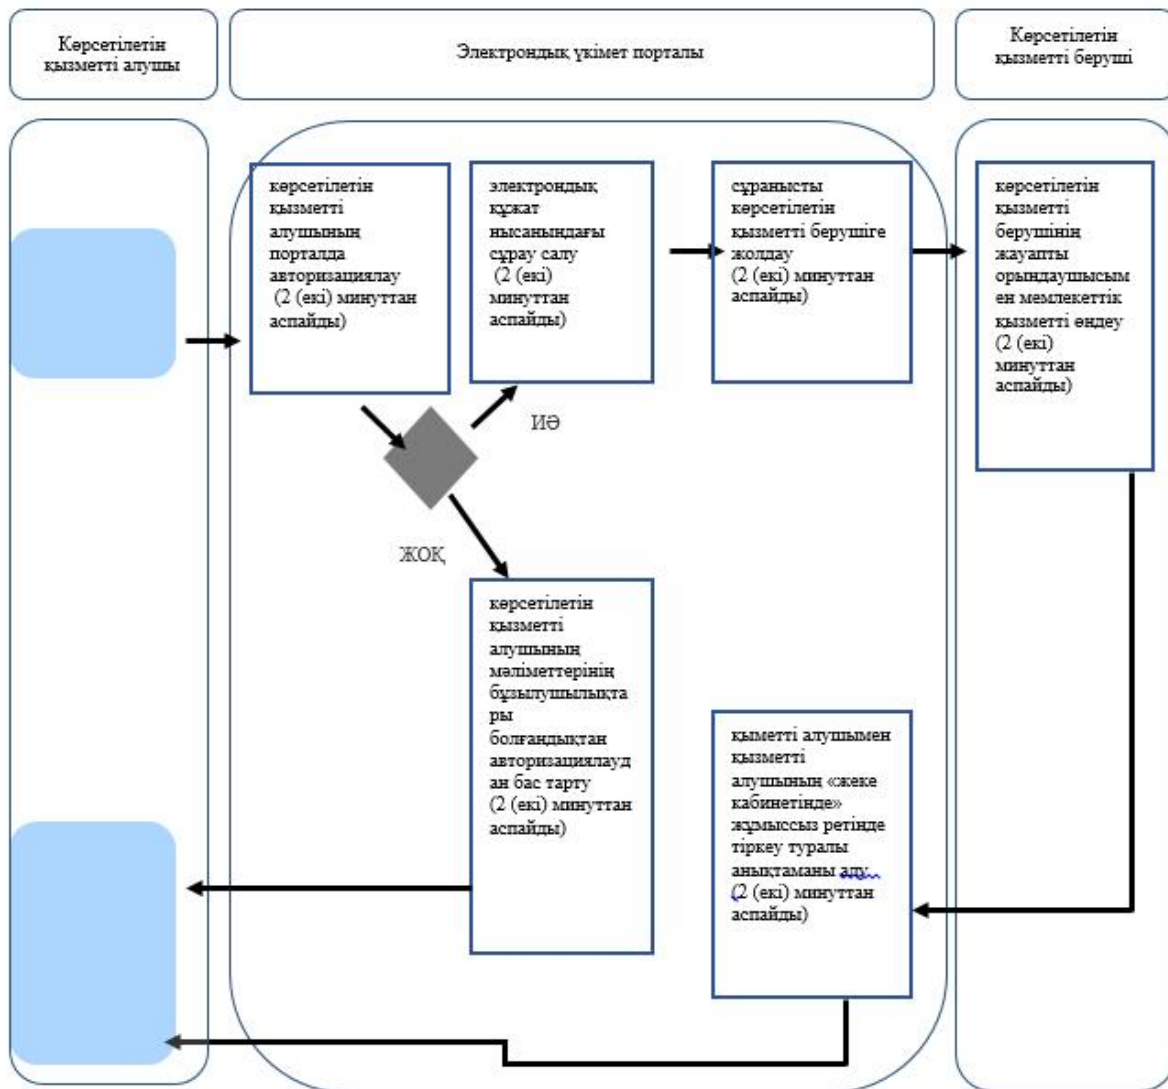 Көрсетілетін
қызметті алушы
Электрондық үкімет порталы
Көрсетілетін
қызметті беруші
көрсетілетін
қызметті
алушының
порталда
авторизациялау
(2 (екі) минуттан
аспайды)
электрондық
құжат
нысанындағы
сұрау салу
(2 (екі)
минуттан
аспайды)
сұранысты
көрсетілетін
қызметті берушіге
жолдау
(2 (екі) минуттан
аспайды)
көрсетілетін
қызметті
берушінің
жауапты
орындаушысым
ен мемлекеттік
қызметті өңдеу
(2 (екі)
минуттан
аспайды)
ИӘ
ЖОҚ
көрсетілетін
қызметті
алушының
мәліметтерінің
бұзылушылықта
ры
болғандықтан
авторизациялауд
ан бас тарту
(2 (екі) минуттан
аспайды)
қыметті алушымен
қызметті
алушының «жеке
кабинетінде»
жұмыссыз ретінде
тіркеу туралы
анықтаманы алу
(2 (екі) минуттан
аспайды)